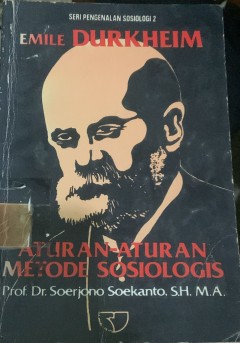 SERI PENGENALAN SOSIOLOGI 2
EMILE DURKHEIM
ATURAN-ATURAN
METODE SOSIOLOGIS
Prof. Dr. Soerjono Soekanto, S.H. M.A.